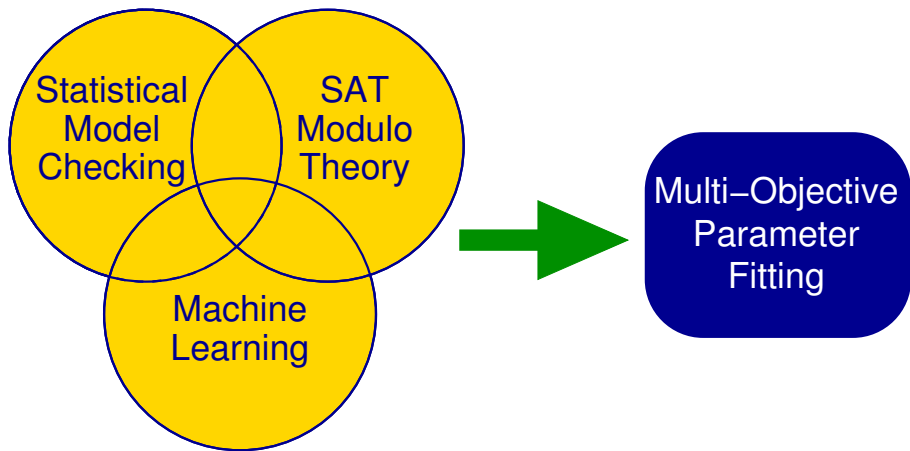 Statistical
Model
Checking
SAT
Modulo
Theory
Machine
Learning
Multi−Objective
Parameter
Fitting